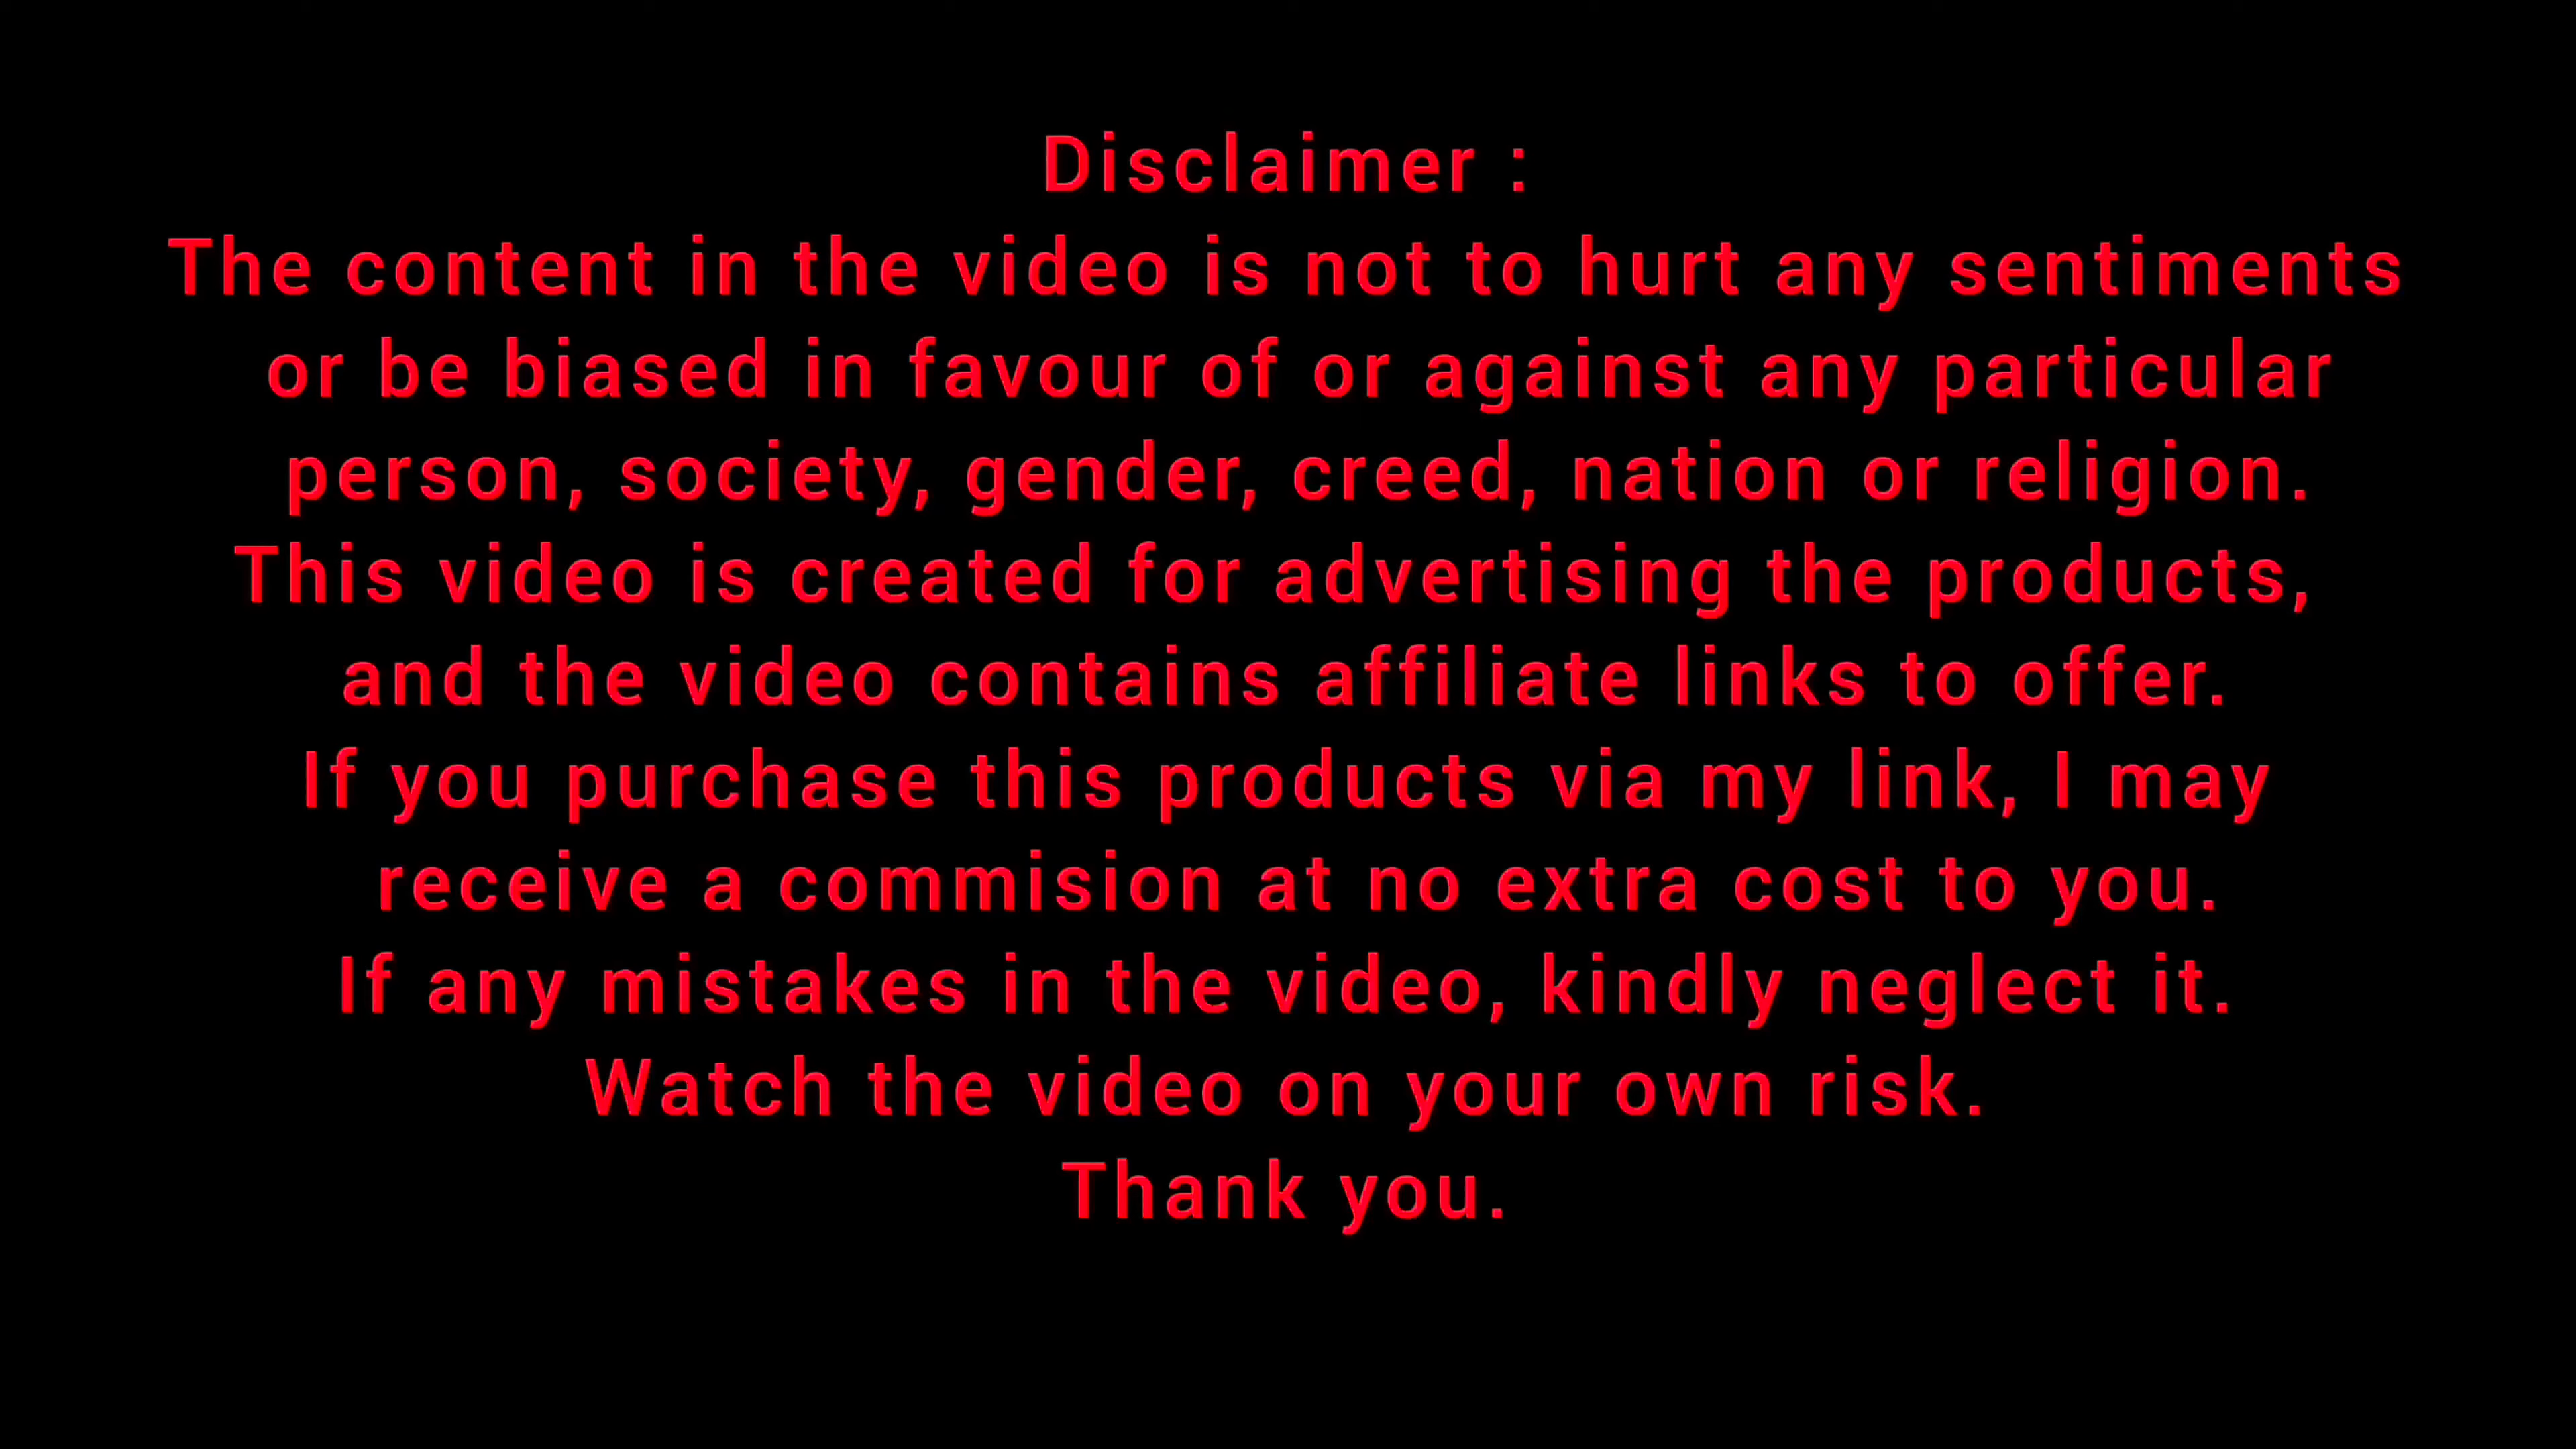 Disclaimer :
The content in the video is not to hurt any sentiments
or be biased in favour of or against any particular
person, society, gender, creed, nation or religion.
This video is created for advertising the products,
and the video contains affiliate links to offer.
If you purchase this products via my link, I may
receive a commision at no extra cost to you.
If any mistakes in the video, kindly neglect it.
Watch the video on your own risk.
Thank you.